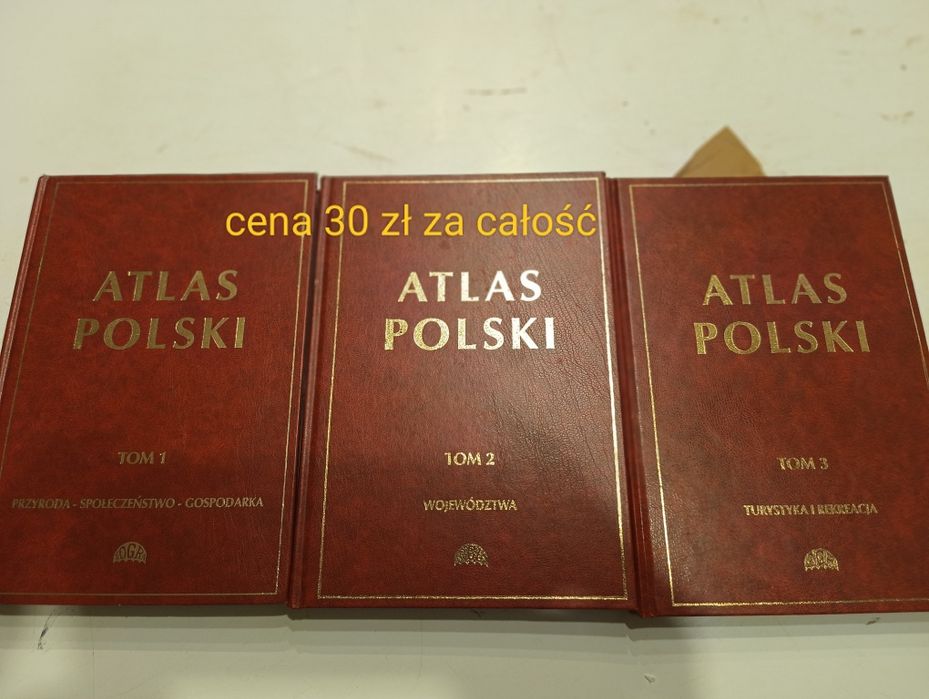 cena 30 zł za całość
ATLAS
POLSKI
TOM 1
PRZYRODA - SPOŁECZEŃSTWO - GOSPODARKA
ATLAS
POLSKI
TOM 2
WOJEWÓDZTWA
ATLAS
POLSKI
TOM 3
TURYSTYKA I REKREACJA